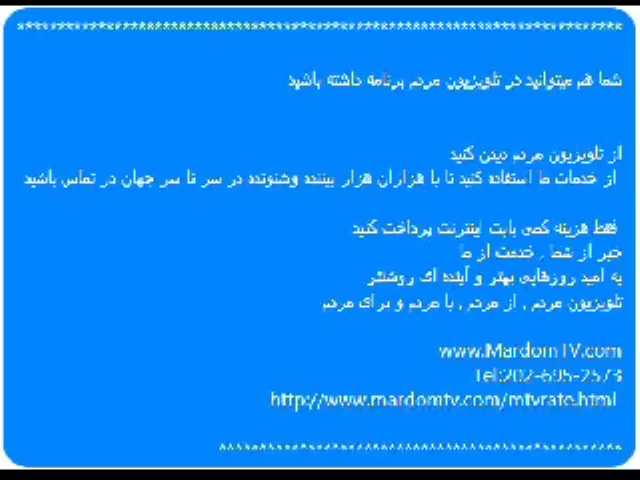 شما هم میتوانید در تلویزیون مردم برنامه داشته باشید
از تلویزیون مردم دیدن کنید
از خدمات ما استفاده کنید تا با هزاران هزار بیننده وشنونده در سر تا سر جهان در تماس باشید
فقط هزینه کمی بابت اینترنت پرداخت کنید
خبر از شما , خدمت از ما
به امید روزهایی بهتر و آینده ای روشنتر
تلویزیون مردم , از مردم , با مردم و برای مردم
www.MardomTV.com
Tel:202-695-2573
http://www.mardomtv.com/mtvrate.html